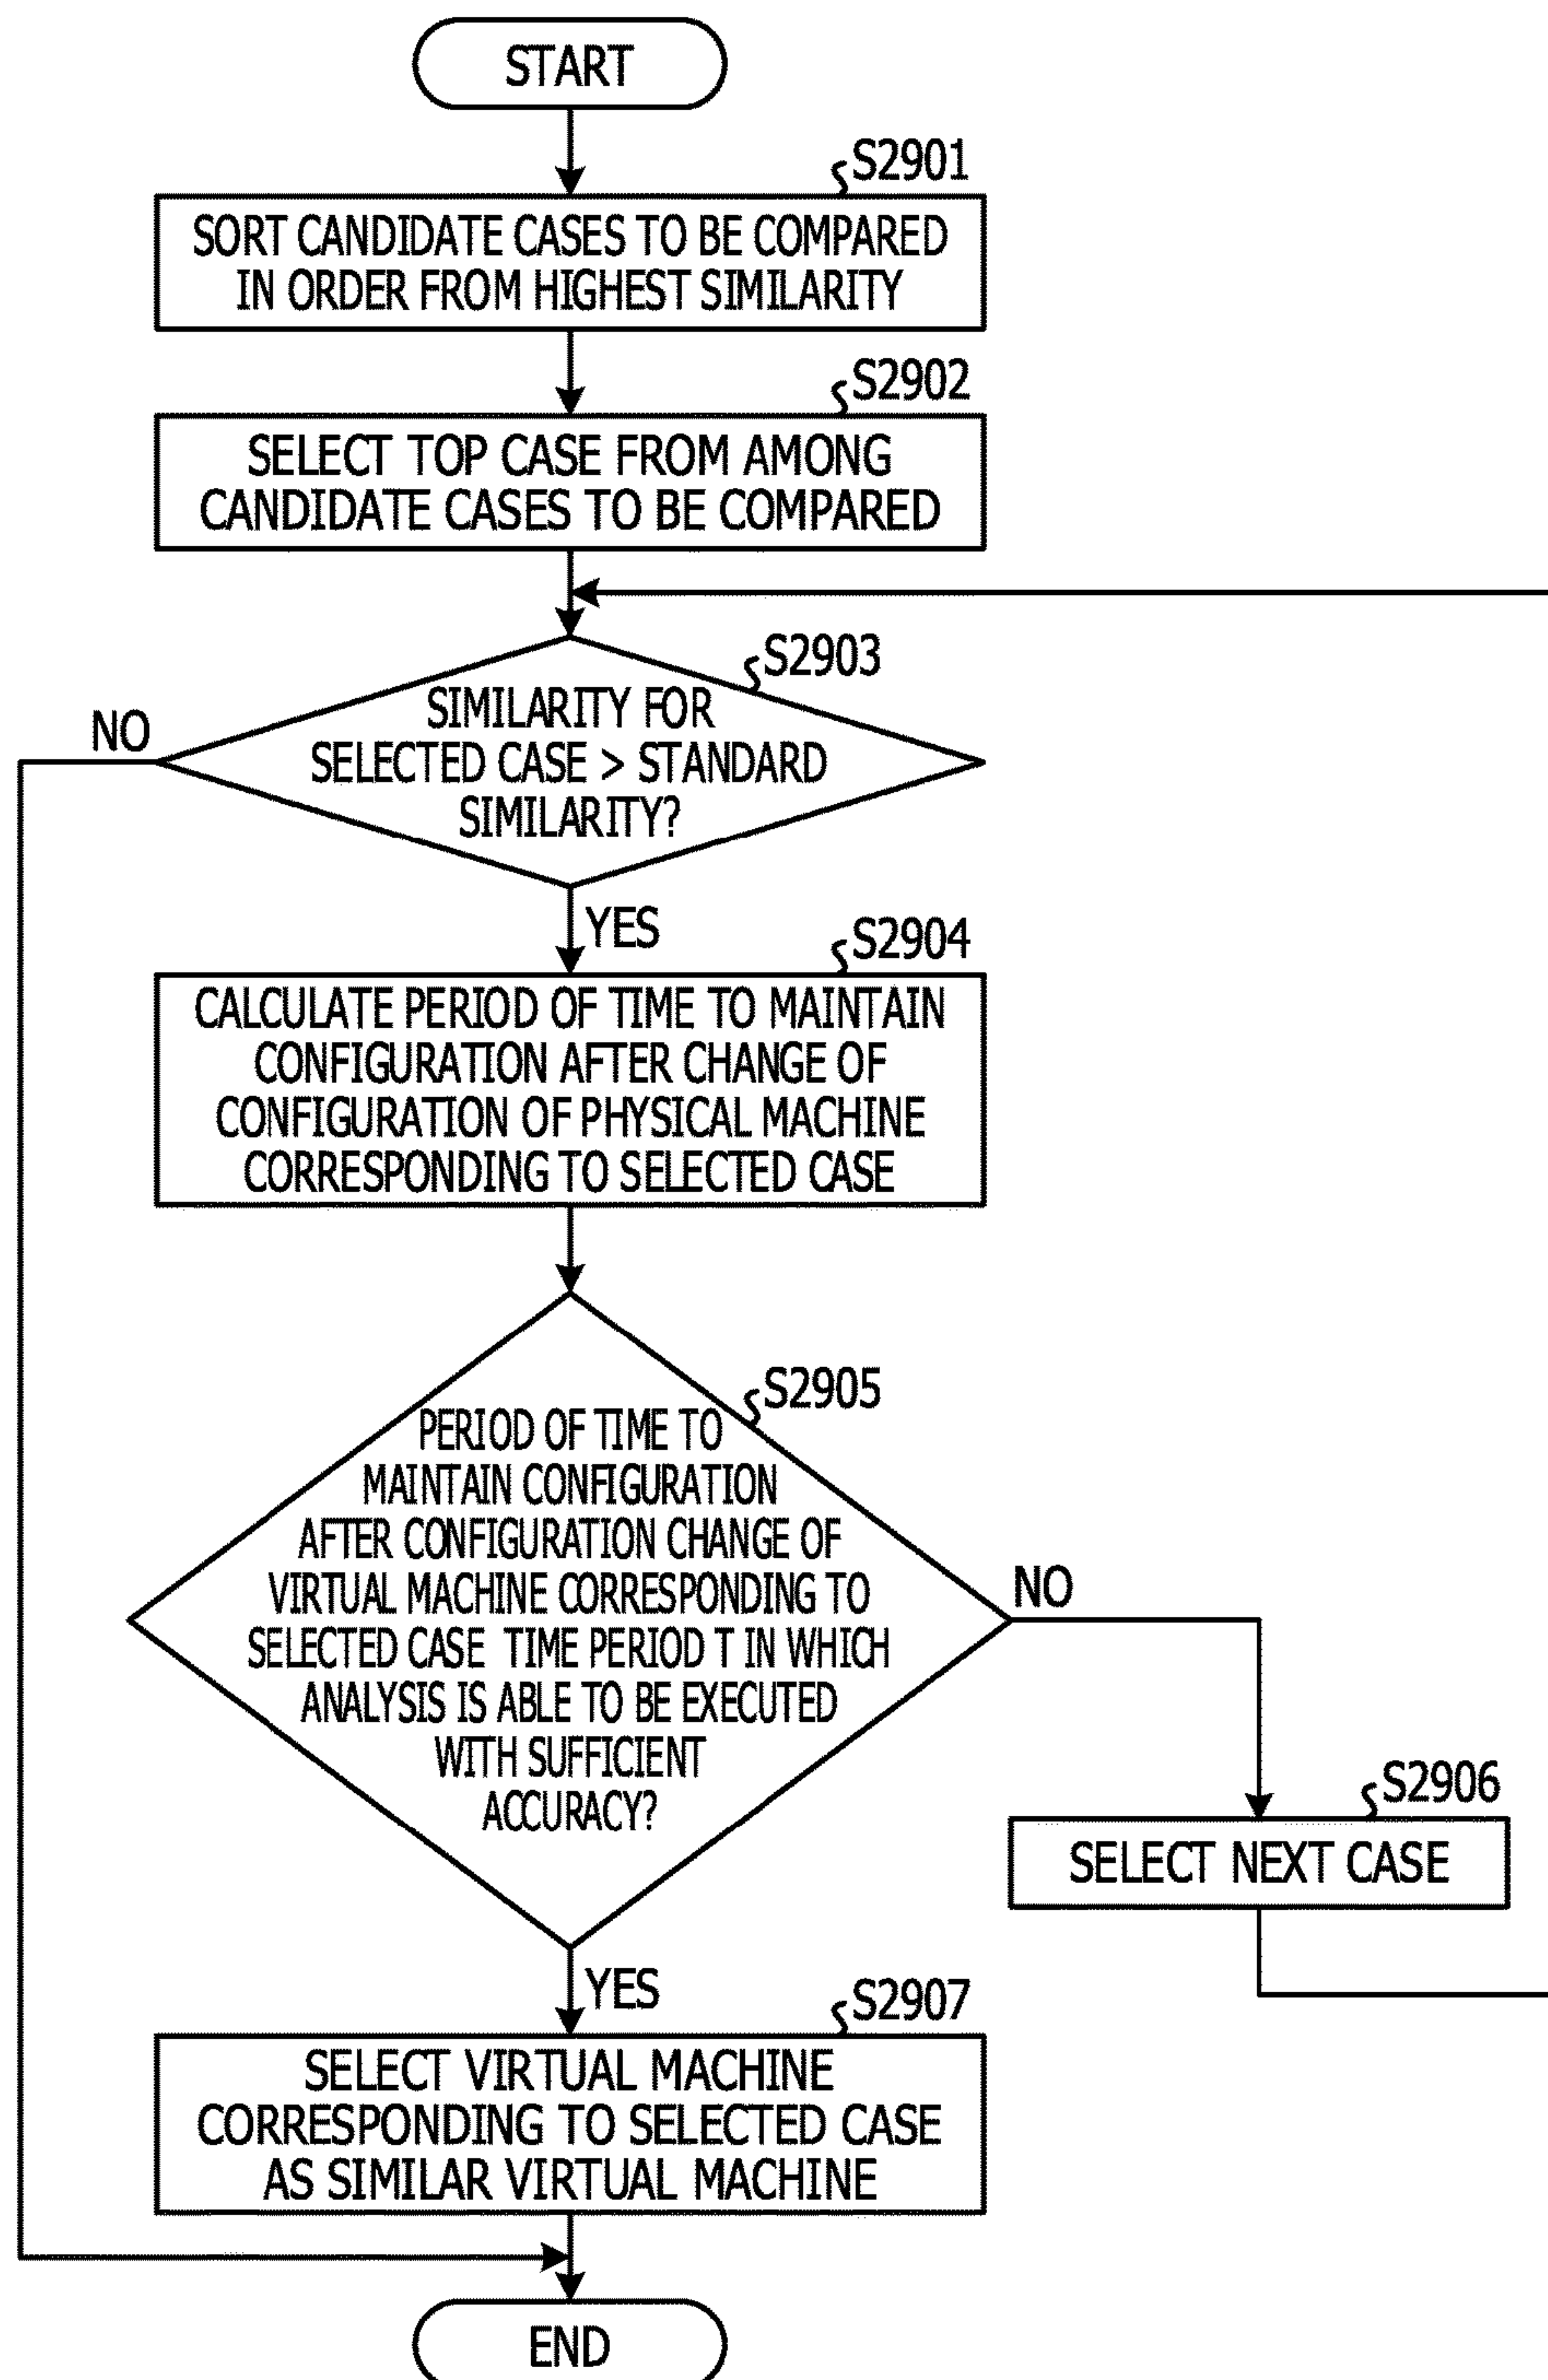 START
S2901
SORT CANDIDATE CASES TO BE COMPARED
IN ORDER FROM HIGHEST SIMILARITY
S2902
SELECT TOP CASE FROM AMONG
CANDIDATE CASES TO BE COMPARED
S2903
SIMILARITY FOR
SELECTED CASE > STANDARD
SIMILARITY?
NO
YES
S2904
CALCULATE PERIOD OF TIME TO MAINTAIN
CONFIGURATION AFTER CHANGE OF
CONFIGURATION OF PHYSICAL MACHINE
CORRESPONDING TO SELECTED CASE
S2905
PERIOD OF TIME TO
MAINTAIN CONFIGURATION
AFTER CONFIGURATION CHANGE OF
VIRTUAL MACHINE CORRESPONDING TO
SELECTED CASE TIME PERIOD T IN WHICH
ANALYSIS IS ABLE TO BE EXECUTED
WITH SUFFICIENT
ACCURACY?
NO
S2906
SELECT NEXT CASE
YES
S2907
SELECT VIRTUAL MACHINE
CORRESPONDING TO SELECTED CASE
AS SIMILAR VIRTUAL MACHINE
END